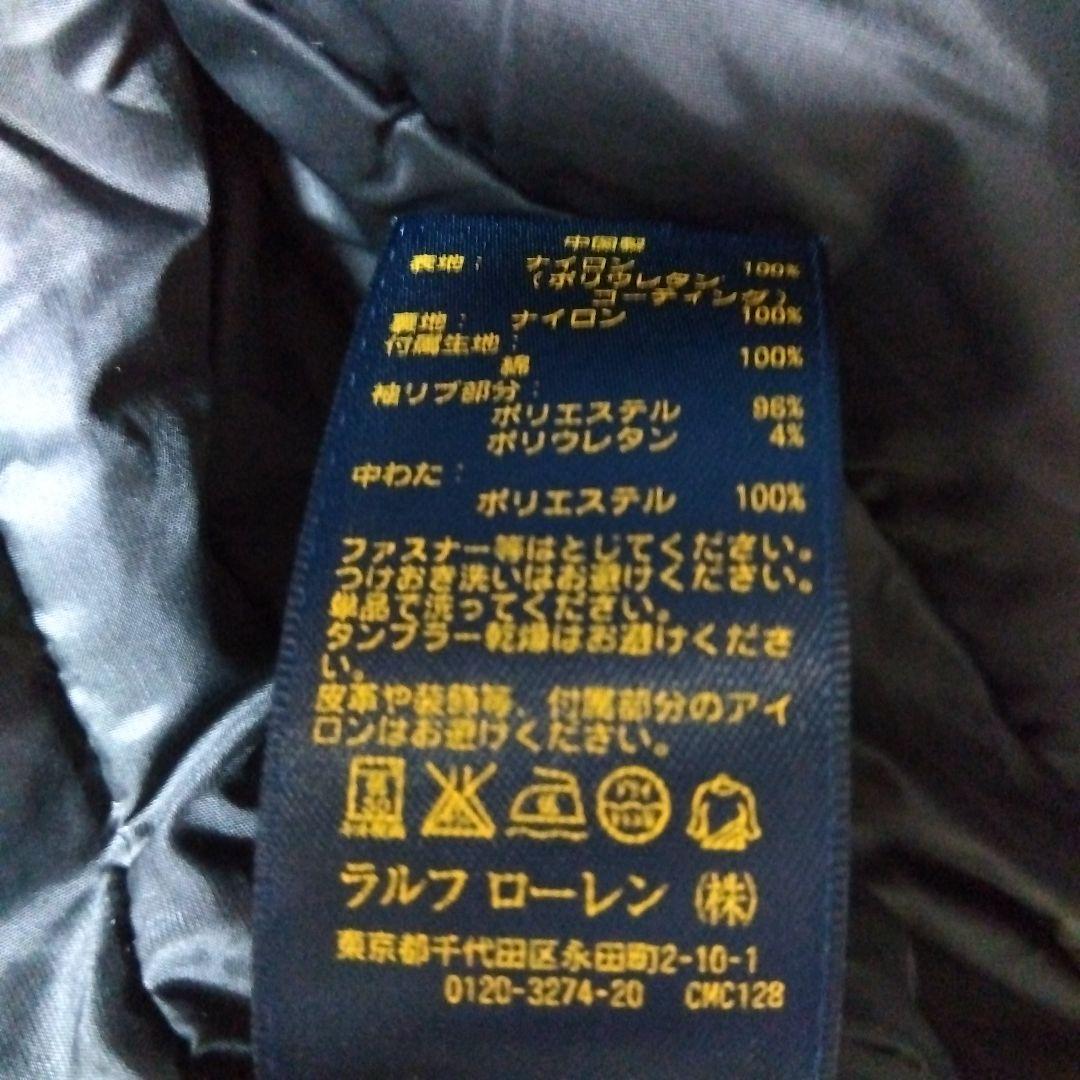 中国製
表地： ナイロン 100%
（ポリウレタン
コーティング）
裏地： ナイロン 100%
付属生地：
綿 100%
袖リブ部分：
ポリエステル 96%
ポリウレタン 4%
中わた：
ポリエステル 100%
ファスナー等はとじてください。
つけおき洗いはお避けください。
単品で洗ってください。
タンブラー乾燥はお避けくださ
い。
皮革や装飾等、付属部分のアイ
ロンはお避けください。
ラルフ ローレン（株）
東京都千代田区永田町2-10-1
0120-3274-20 CMC128